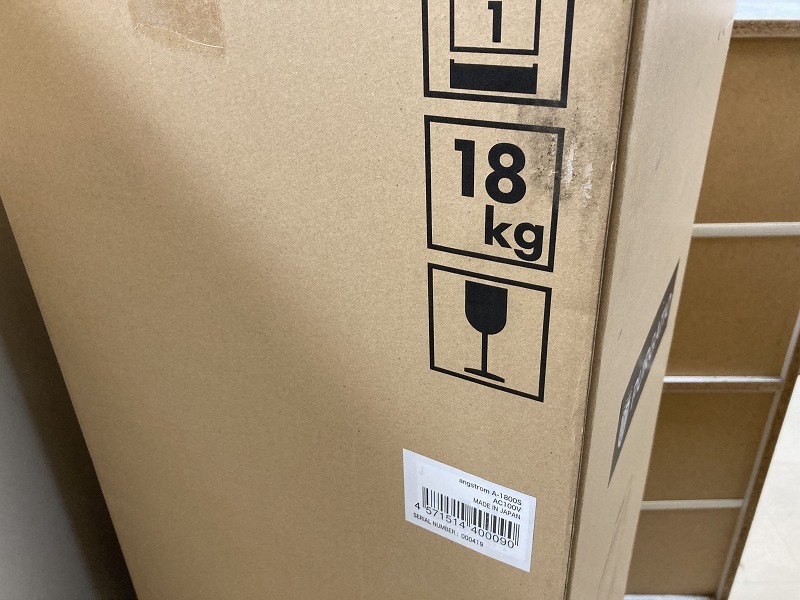 1
18
kg
angstrom A-1800S
AC100V
MADE IN JAPAN
4 571514 400090
SERIAL NUMBER : 000419